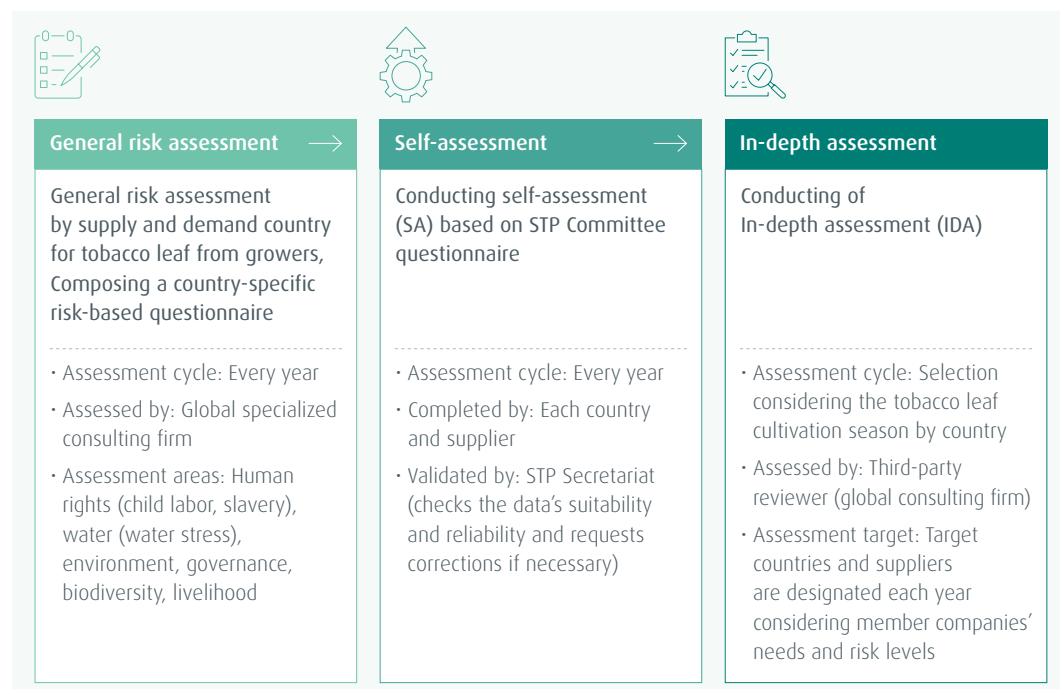 General risk assessment
General risk assessment
by supply and demand country
for tobacco leaf from growers,
Composing a country-specific
risk-based questionnaire
· Assessment cycle: Every year
· Assessed by: Global specialized
consulting firm
· Assessment areas: Human
rights (child labor, slavery),
water (water stress),
environment, governance,
biodiversity, livelihood
Self-assessment
Conducting self-assessment
(SA) based on STP Committee
questionnaire
· Assessment cycle: Every year
· Completed by: Each country
and supplier
· Validated by: STP Secretariat
(checks the data’s suitability
and reliability and requests
corrections if necessary)
In-depth assessment
Conducting of
In-depth assessment (IDA)
· Assessment cycle: Selection
considering the tobacco leaf
cultivation season by country
· Assessed by: Third-party
reviewer (global consulting firm)
· Assessment target: Target
countries and suppliers
are designated each year
considering member companies’
needs and risk levels